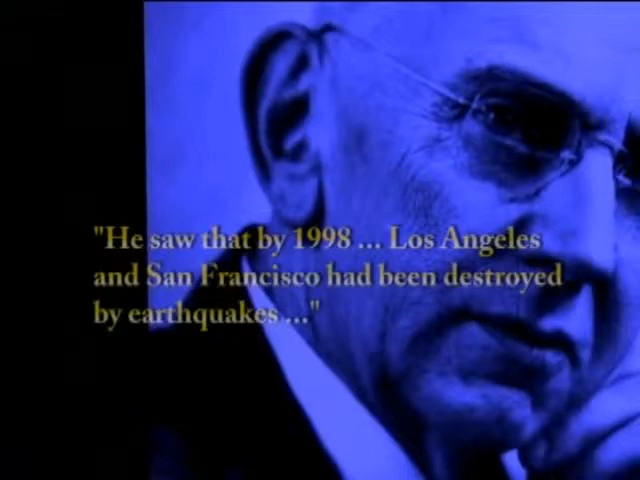 "He saw that by 1998 ... Los Angeles
and San Francisco had been destroyed
by earthquakes ..."